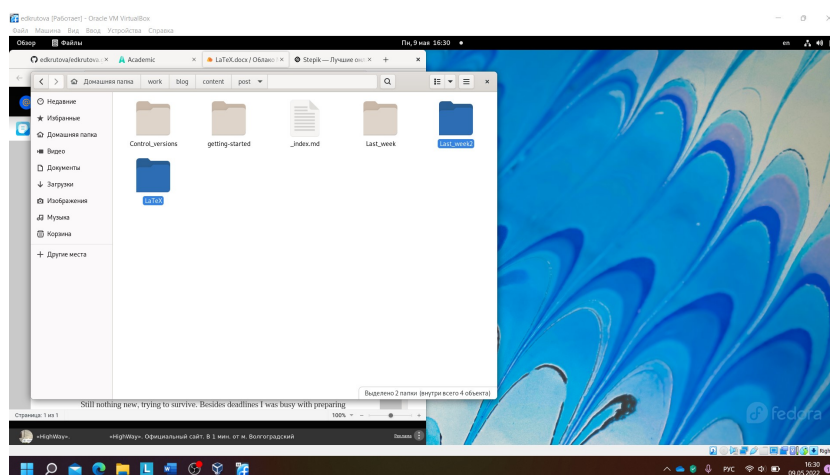 edkrutova [Работает] - Oracle VM VirtualBox
Файл Машина Вид Ввод Устройства Справка
Обзор Файлы Пн, 9 мая 16:30 en
edkrutova/edkrutova.
Academic
LaTeX.docx / Облако
Stepik — Лучшие
Домашняя папка work blog content post
Недавние
Избранные
Домашняя папка
Видео
Документы
Загрузки
Изображения
Музыка
Корзина
Другие места
Control_versions getting-started _index.md Last_week Last_week2
LaTeX
Выделено 2 папки (внутри всего 4 объекта)
Still nothing new, trying to survive. Besides deadlines I was busy with preparing
Страница: 1 из 1 100%
«HighWay». «HighWay». Официальный сайт. В 1 мин. от м. Волгоградский
fedora
Right
РУС 16:30
09.05.2022